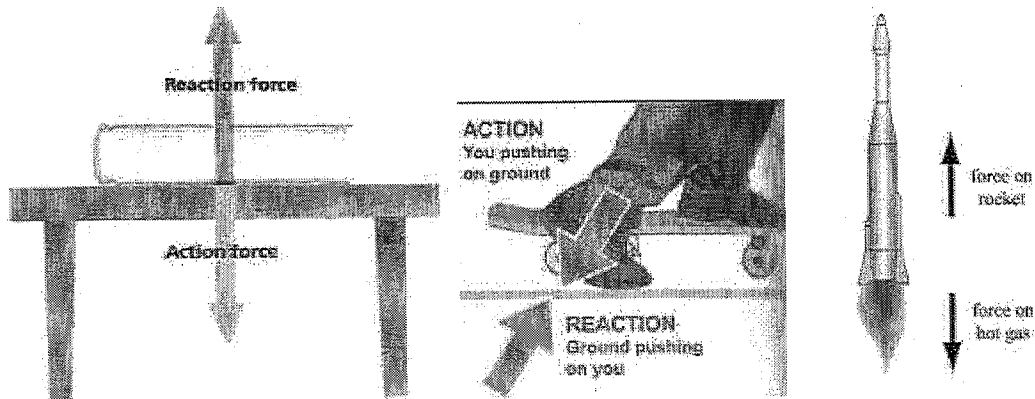 Reaction force
Action force
ACTION
You pushing
on ground
REACTION
Ground pushing
on you
force on
rocket
force on
hot gas